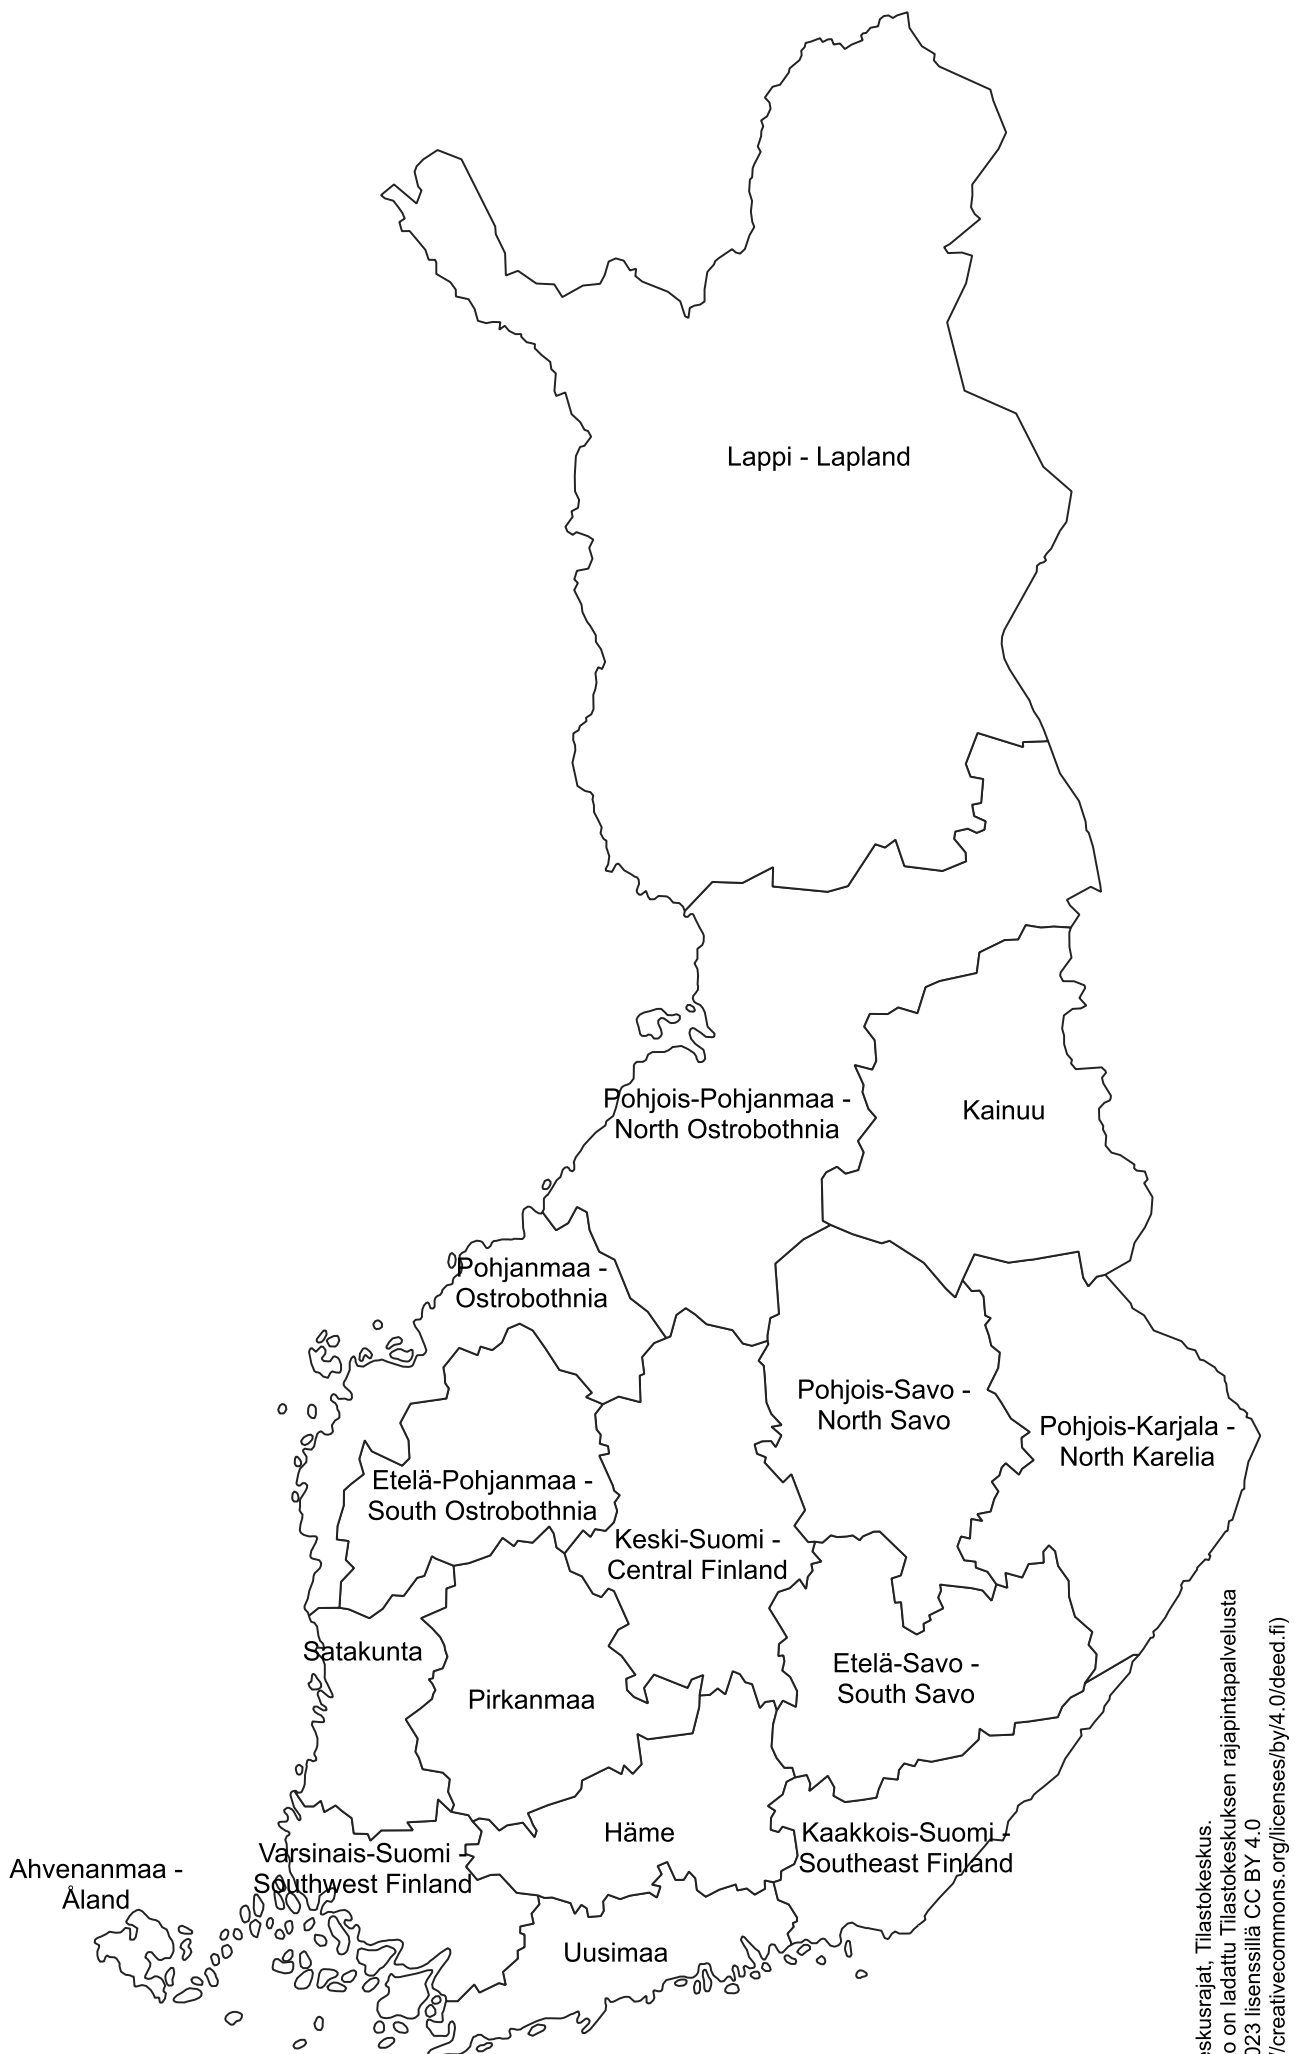 Lappi - Lapland
Pohjois-Pohjanmaa -
North Ostrobothnia
Kainuu
Pohjanmaa -
Ostrobothnia
Pohjois-Savo -
North Savo
Pohjois-Karjala -
North Karelia
Etelä-Pohjanmaa -
South Ostrobothnia
Keski-Suomi -
Central Finland
Satakunta
Pirkanmaa
Etelä-Savo -
South Savo
Häme
Kaakkois-Suomi -
Southeast Finland
Varsinais-Suomi -
Southwest Finland
Ahvenanmaa -
Åland
Uusimaa
Tilastokeskus.
on ladattu Tilastokeskuksen rajapintapalvelusta
lisenssillä CC BY 4.0
/creativecommons.org/licenses/by/4.0/deed.fi)